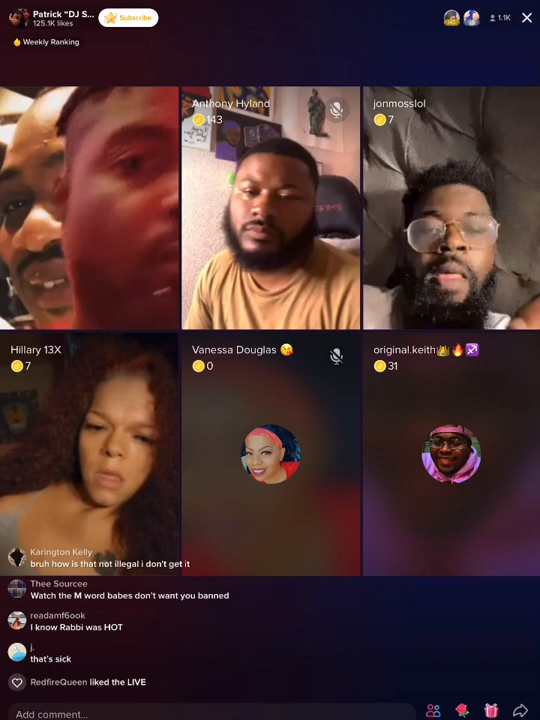 Patrick "DJ S...
125.1K likes
Subscribe
1.1K
Weekly Ranking
Anthony Hyland
143
jonmosslol
7
Hillary 13X
7
Vanessa Douglas 😘
0
original.keith👑🔥♐
31
Karington Kelly
bruh how is that not illegal i don't get it
Thee Sourcee
Watch the M word babes don't want you banned
readamf6ook
I know Rabbi was HOT
j.
that's sick
RedfireQueen liked the LIVE
Add comment...